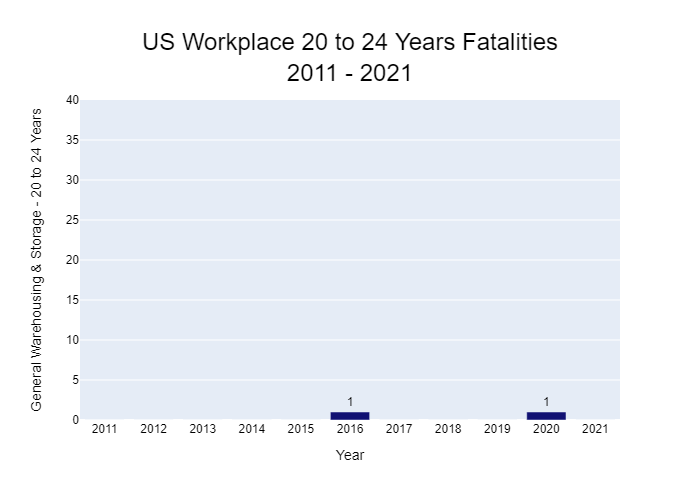 US Workplace 20 to 24 Years Fatalities
2011 - 2021
General Warehousing & Storage - 20 to 24 Years
40
35
30
25
20
15
10
5
0
1
1
2011 2012 2013 2014 2015 2016 2017 2018 2019 2020 2021
Year